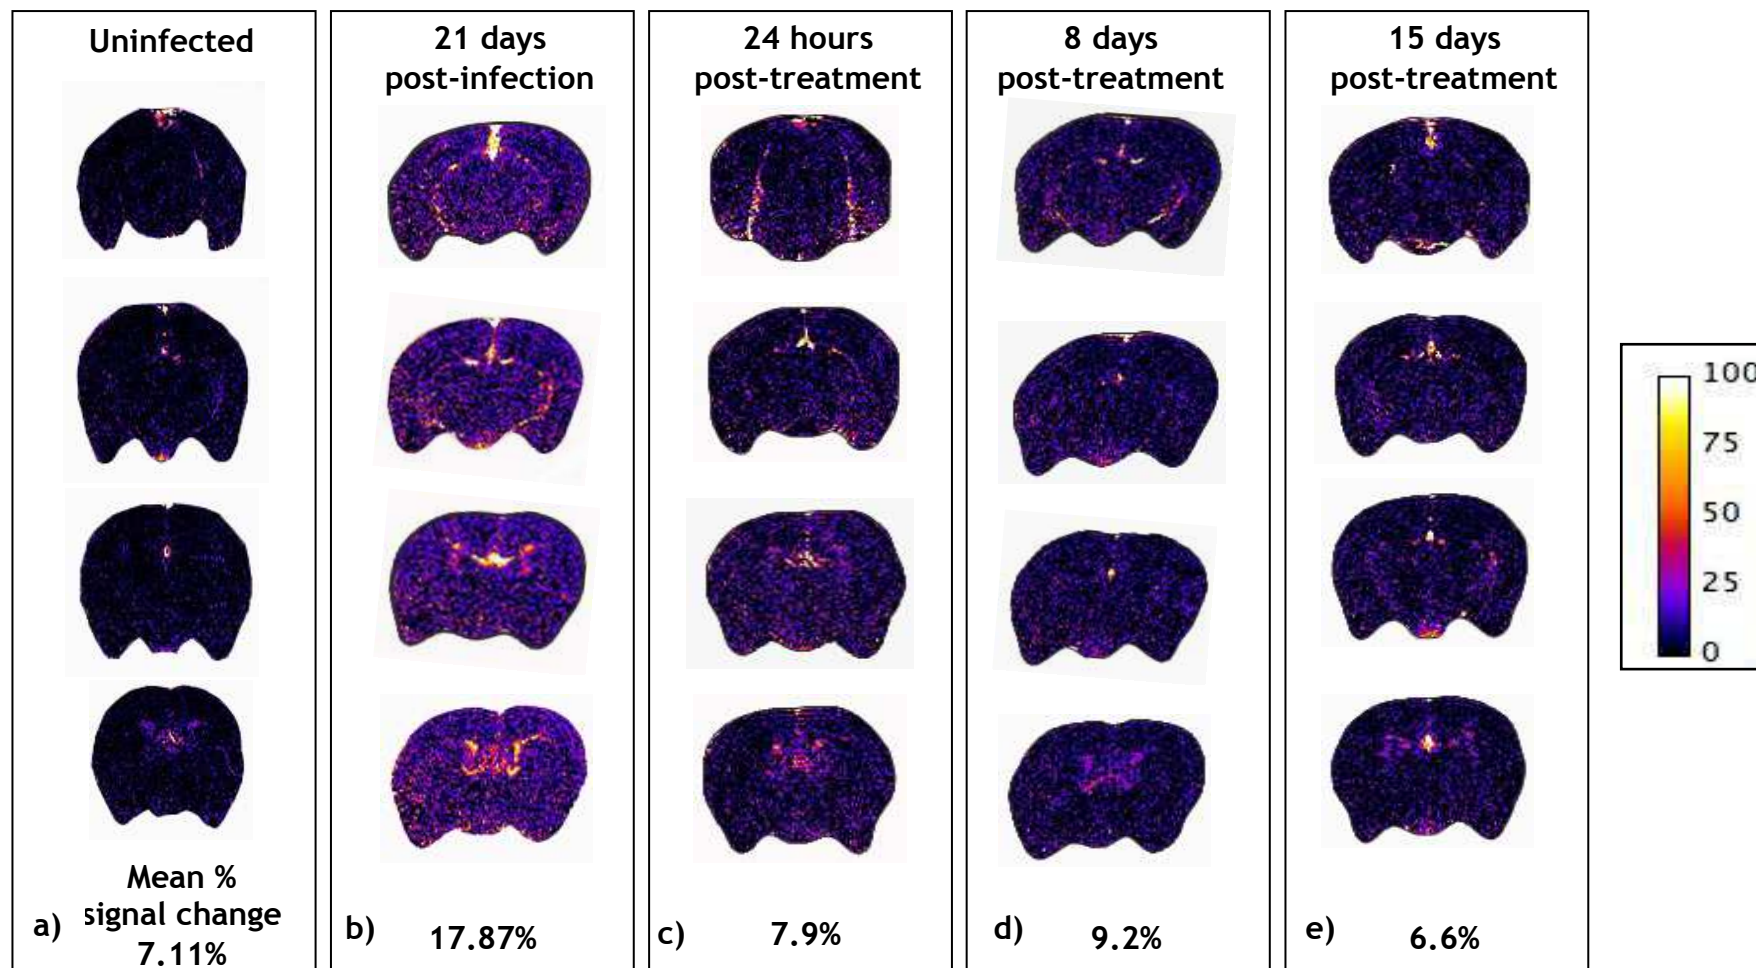 Uninfected
Mean %
signal change
a)
7.11%
21 days
post-infection
b)
17.87%
24 hours
post-treatment
c)
7.9%
8 days
post-treatment
d)
9.2%
15 days
post-treatment
e)
6.6%
100
75
50
25
0